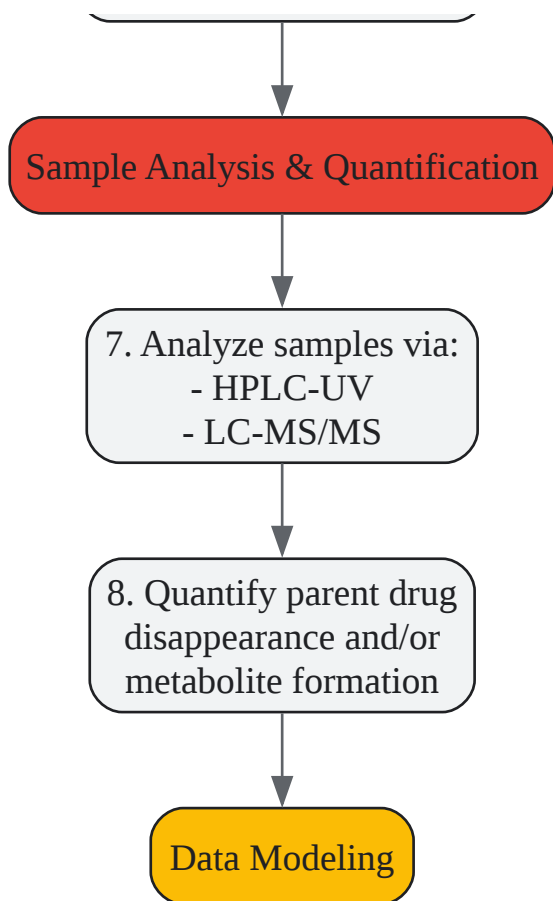 Sample Analysis & Quantification
7. Analyze samples via:
- HPLC-UV
- LC-MS/MS
8. Quantify parent drug
disappearance and/or
metabolite formation
Data Modeling